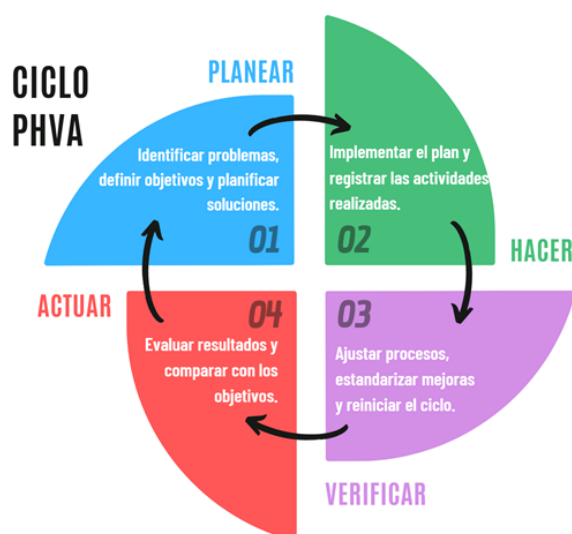 CICLO
PHVA
PLANEAR
Identificar problemas,
definir objetivos y planificar
soluciones.
01
Implementar el plan y
registrar las actividades
realizadas.
02
HACER
03
Ajustar procesos,
estandarizar mejoras
y reiniciar el ciclo.
VERIFICAR
ACTUAR
04
Evaluar resultados y
comparar con los
objetivos.